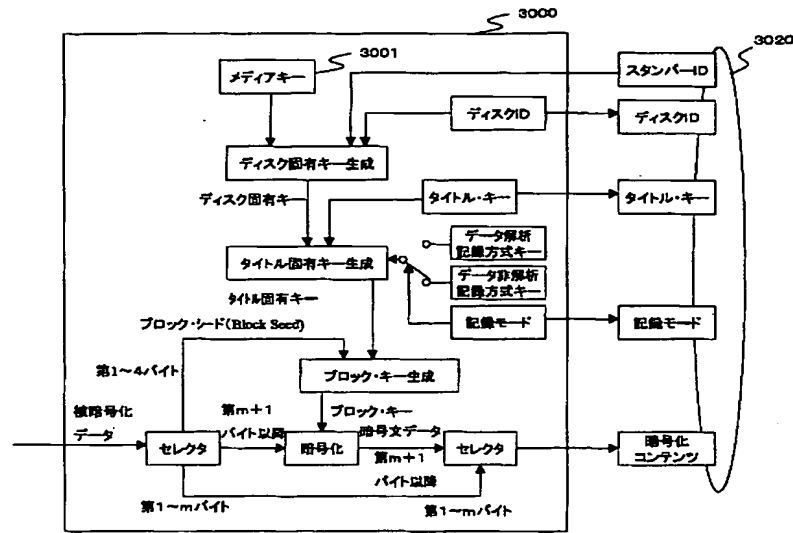 3000
3020
3001
メディアキー
スタンパーID
ディスクID
ディスクID
ディスク固有キー生成
ディスク固有キー
タイトル・キー
タイトル・キー
データ解析
記録方式キー
タイトル固有キー生成
データ非解析
記録方式キー
タイトル固有キー
記録モード
記録モード
ブロック・シード(Block Seed)
第1~4バイト
ブロック・キー生成
被暗号化
データ
第m+1
バイト以降
ブロック・キー
暗号文データ
セレクタ
暗号化
セレクタ
暗号化
コンテンツ
第m+1
バイト以降
第1~mバイト
第1~mバイト